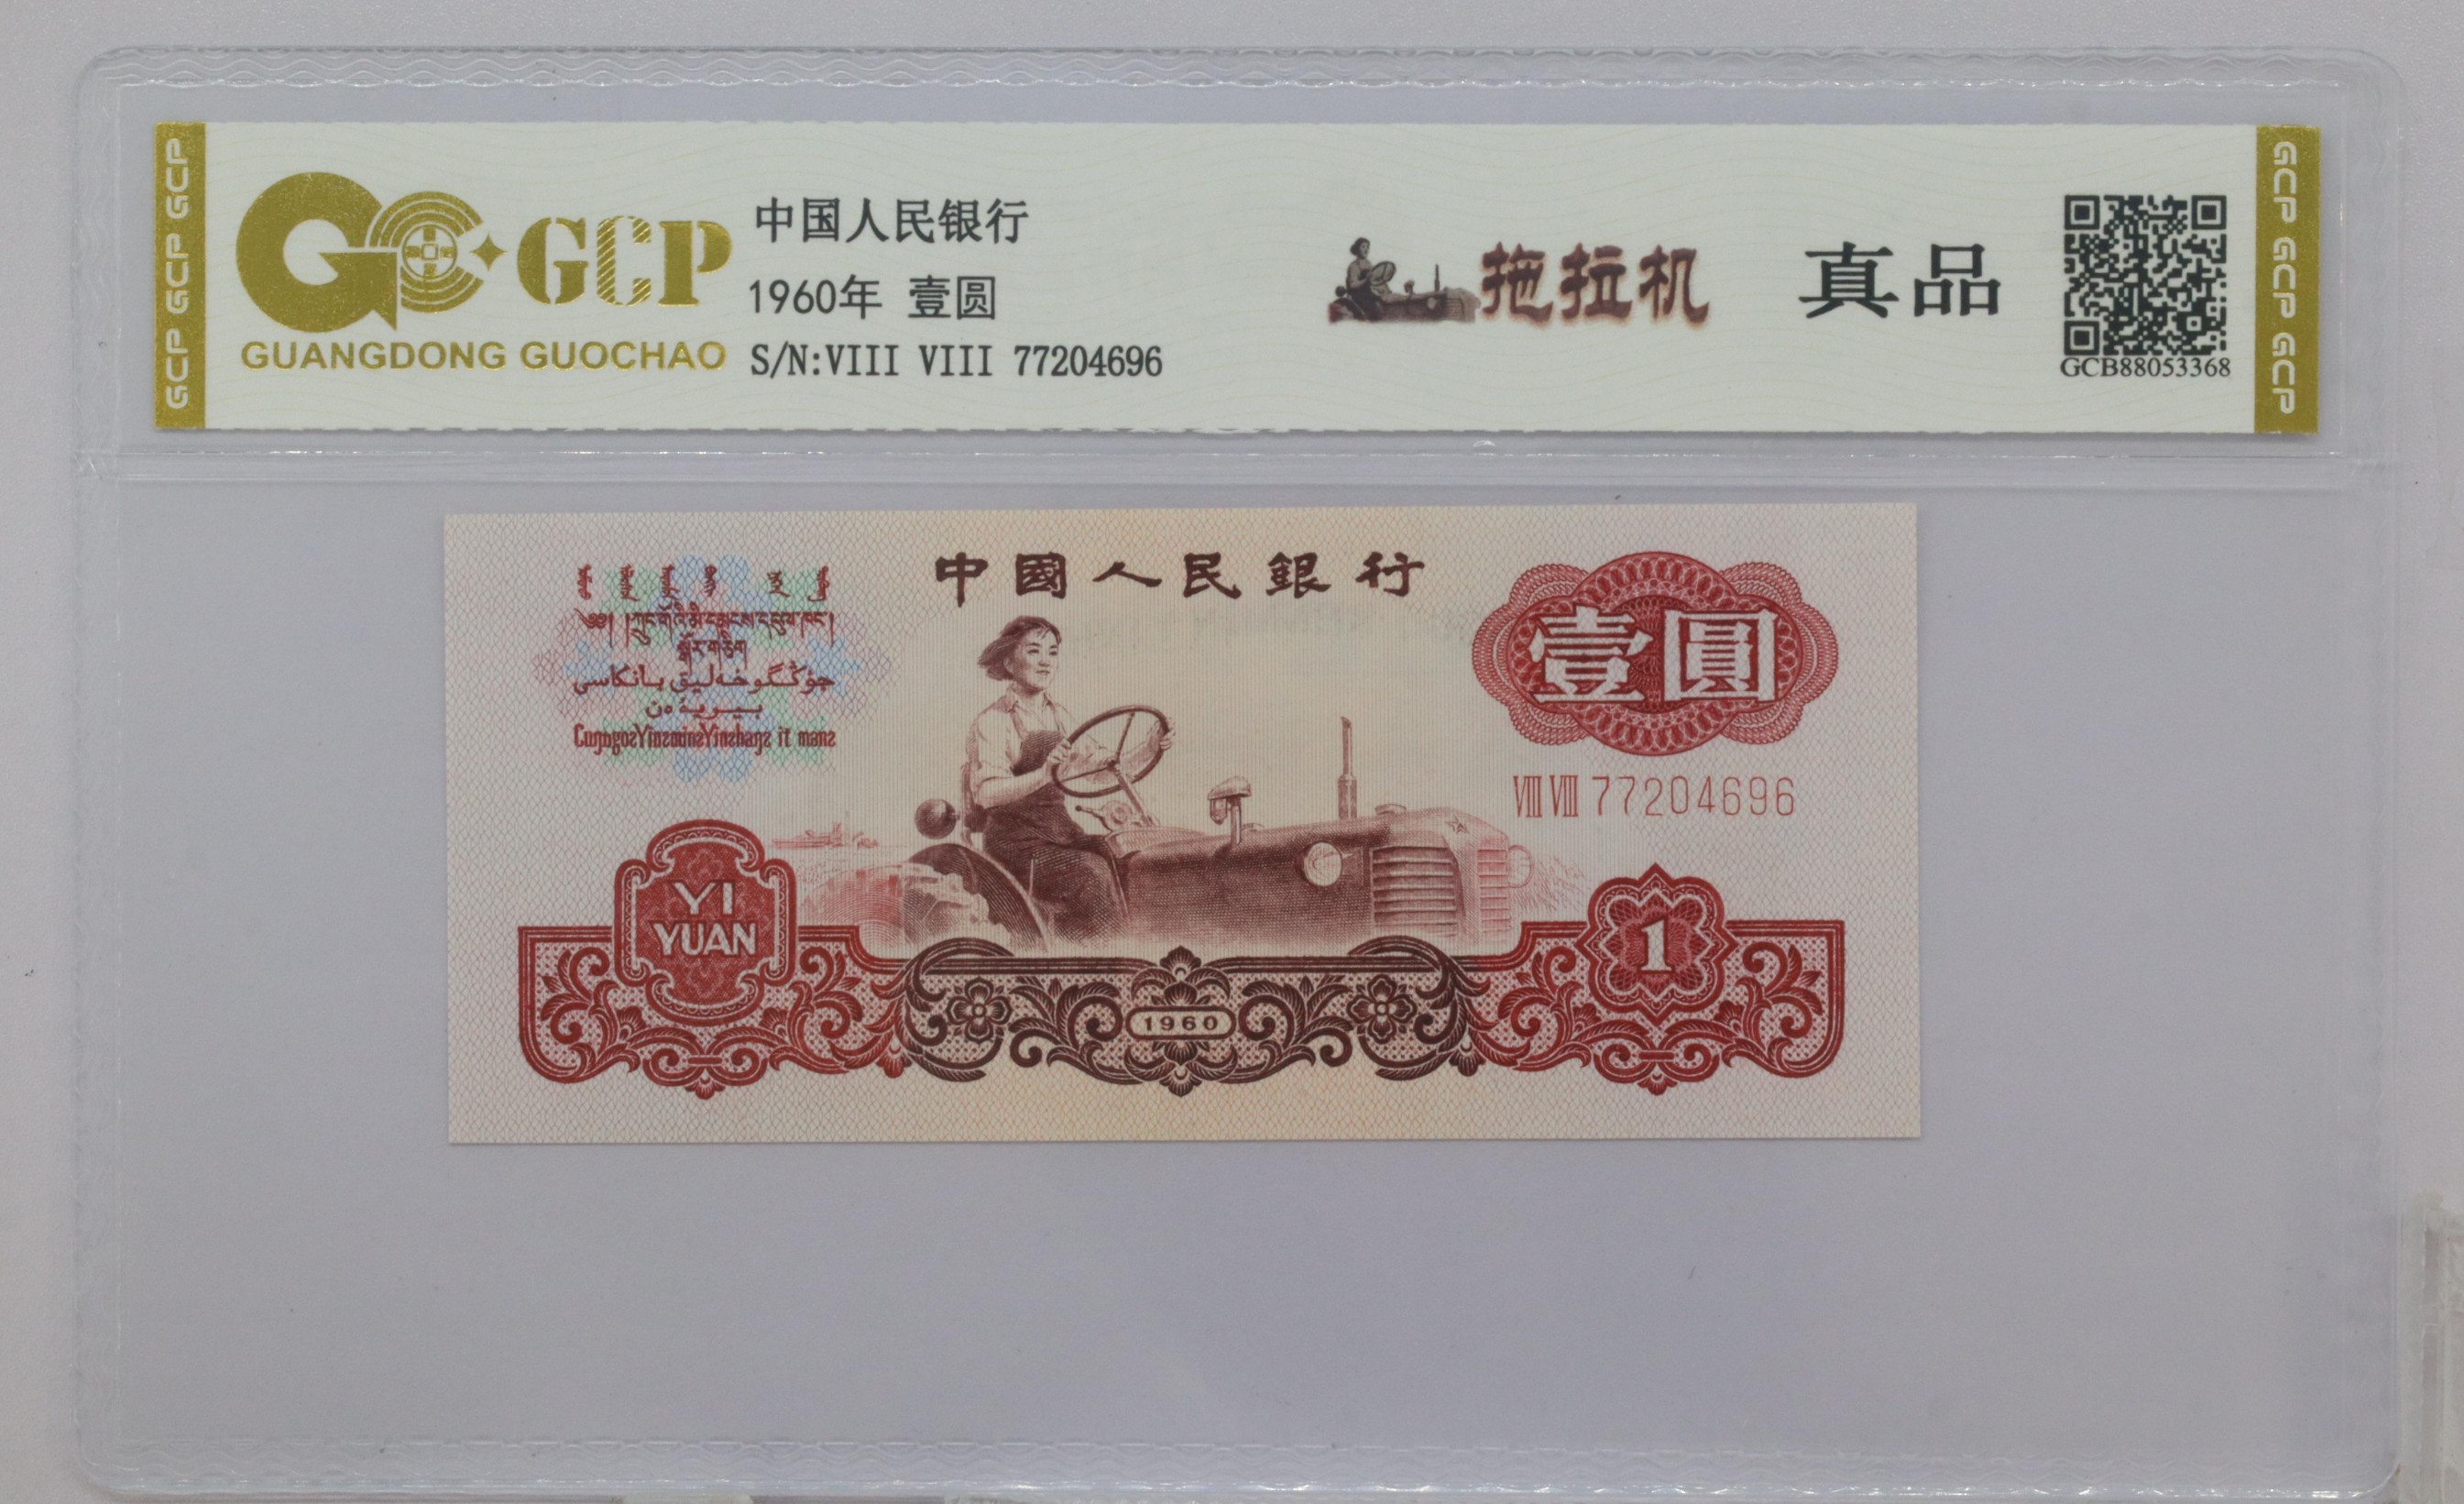 GCP GCP GCP
GCP
GUANGDONG GUOCHAO
中国人民银行
1960年 壹圆
S/N:VIII VIII 77204696
拖拉机
真品
GCB88053368
GCP GCP GCP
中國人民銀行
壹圓
VIII VIII 77204696
YI
YUAN
1960
1